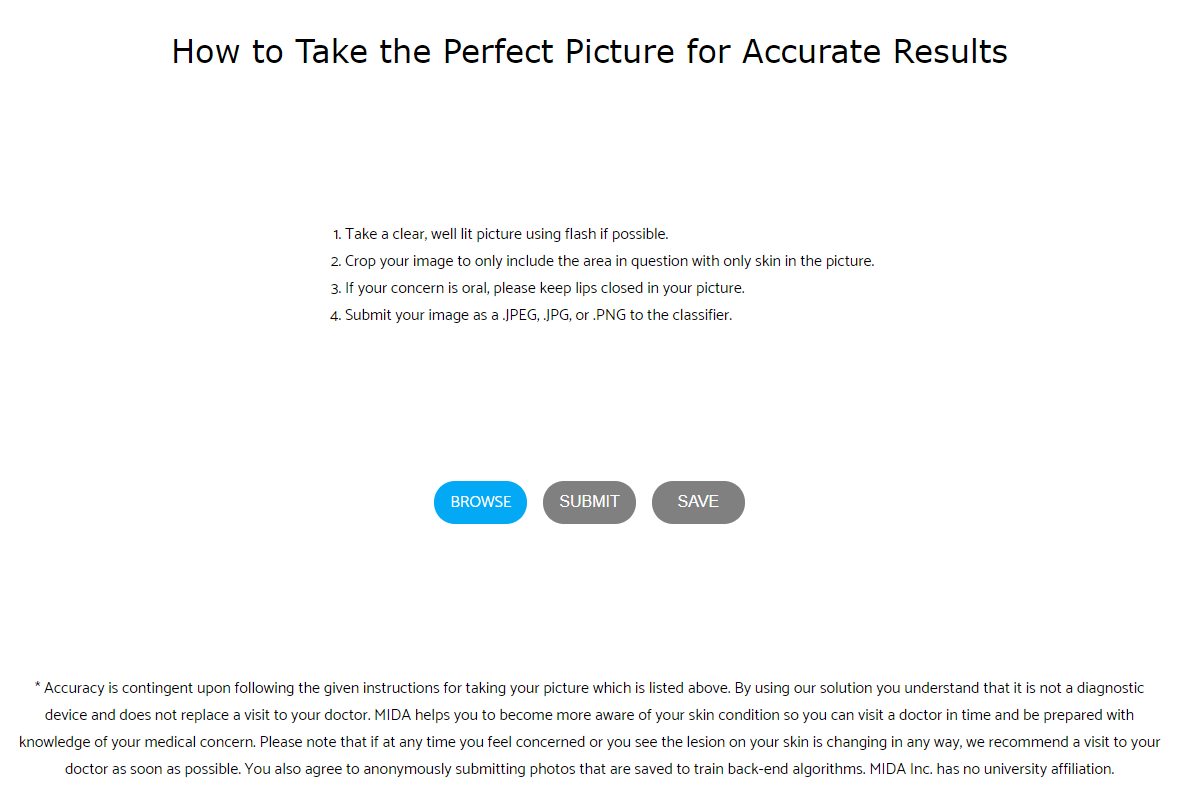 How to Take the Perfect Picture for Accurate Results
1. Take a clear, well lit picture using flash if possible.
2. Crop your image to only include the area in question with only skin in the picture.
3. If your concern is oral, please keep lips closed in your picture.
4. Submit your image as a .JPEG, .JPG, or .PNG to the classifier.
BROWSE SUBMIT SAVE
* Accuracy is contingent upon following the given instructions for taking your picture which is listed above. By using our solution you understand that it is not a diagnostic
device and does not replace a visit to your doctor. MIDA helps you to become more aware of your skin condition so you can visit a doctor in time and be prepared with
knowledge of your medical concern. Please note that if at any time you feel concerned or you see the lesion on your skin is changing in any way, we recommend a visit to your
doctor as soon as possible. You also agree to anonymously submitting photos that are saved to train back-end algorithms. MIDA Inc. has no university affiliation.